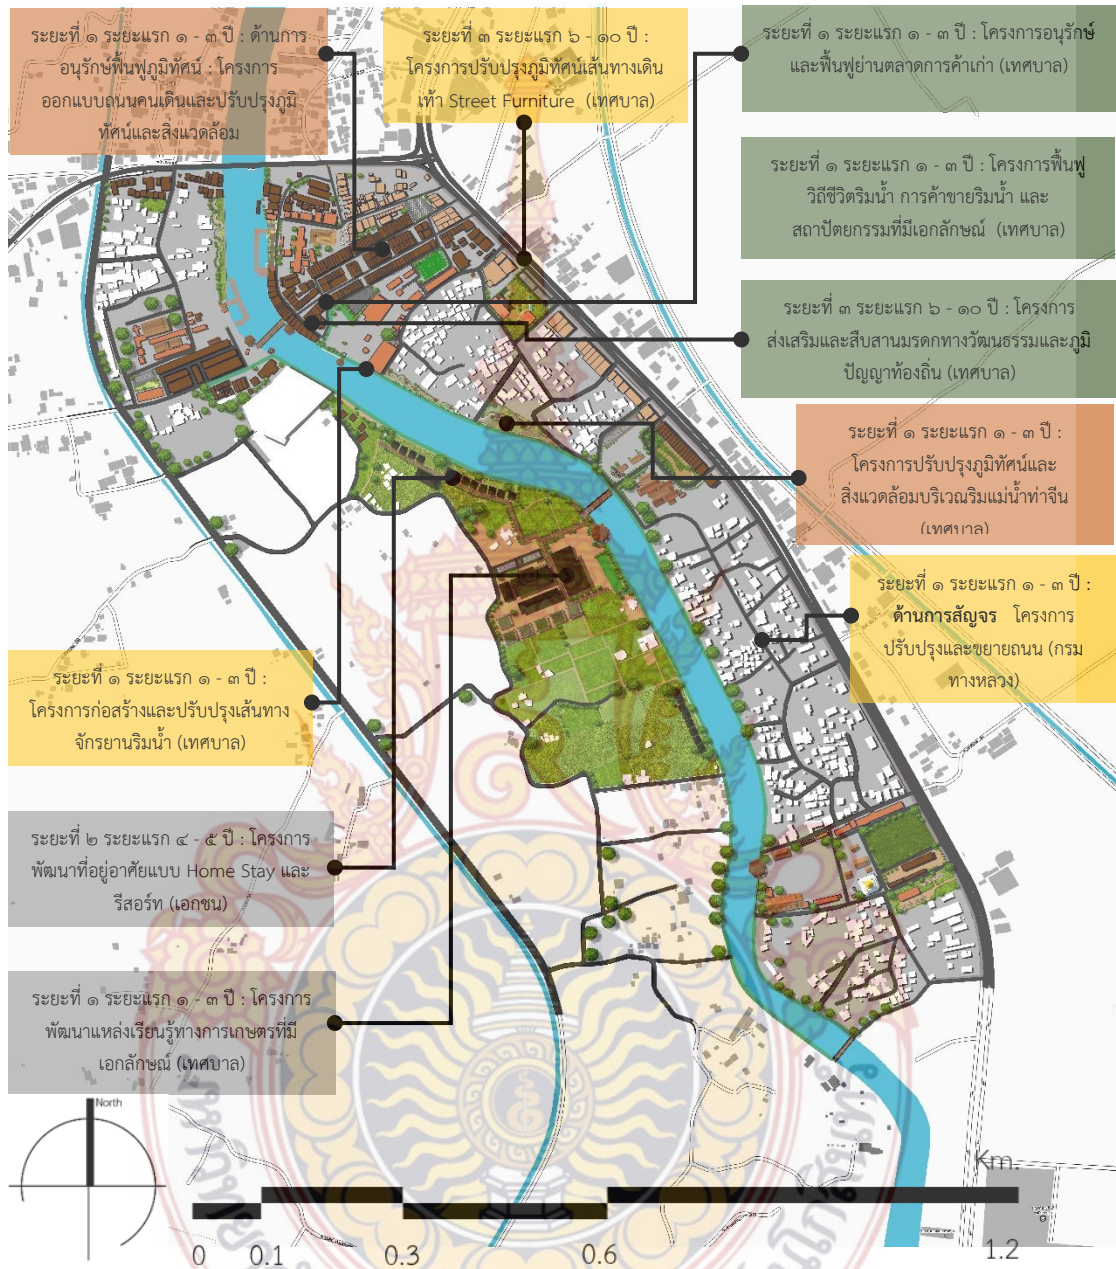 ระยะที่ ๑ ระยะแรก ๑ - ๓ ปี : ด้านการ
อนุรักษ์ฟื้นฟูภูมิทัศน์ : โครงการ
ออกแบบถนนคนเดินและปรับปรุงภูมิ
ทัศน์และสิ่งแวดล้อม
ระยะที่ ๓ ระยะแรก ๖ - ๑๐ ปี :
โครงการปรับปรุงภูมิทัศน์เส้นทางเดิน
เท้า Street Furniture (เทศบาล)
ระยะที่ ๑ ระยะแรก ๑ - ๓ ปี : โครงการอนุรักษ์
และฟื้นฟูย่านตลาดการค้าเก่า (เทศบาล)
ระยะที่ ๑ ระยะแรก ๑ - ๓ ปี : โครงการฟื้นฟู
วิถีชีวิตริมน้ำ การค้าขายริมน้ำ และ
สถาปัตยกรรมที่มีเอกลักษณ์ (เทศบาล)
ระยะที่ ๓ ระยะแรก ๖ - ๑๐ ปี : โครงการ
ส่งเสริมและสืบสานมรดกทางวัฒนธรรมและภูมิ
ปัญญาท้องถิ่น (เทศบาล)
ระยะที่ ๑ ระยะแรก ๑ - ๓ ปี :
โครงการปรับปรุงภูมิทัศน์และ
สิ่งแวดล้อมบริเวณริมแม่น้ำท่าจีน
(เทศบาล)
ระยะที่ ๑ ระยะแรก ๑ - ๓ ปี :
ด้านการสัญจร โครงการ
ปรับปรุงและขยายถนน (กรม
ทางหลวง)
ระยะที่ ๑ ระยะแรก ๑ - ๓ ปี :
โครงการก่อสร้างและปรับปรุงเส้นทาง
จักรยานริมน้ำ (เทศบาล)
ระยะที่ ๒ ระยะแรก ๔ - ๕ ปี : โครงการ
พัฒนาที่อยู่อาศัยแบบ Home Stay และ
รีสอร์ท (เอกชน)
ระยะที่ ๑ ระยะแรก ๑ - ๓ ปี : โครงการ
พัฒนาแหล่งเรียนรู้ทางการเกษตรที่มี
เอกลักษณ์ (เทศบาล)
North
Km.
0 0.1 0.3 0.6 1.2